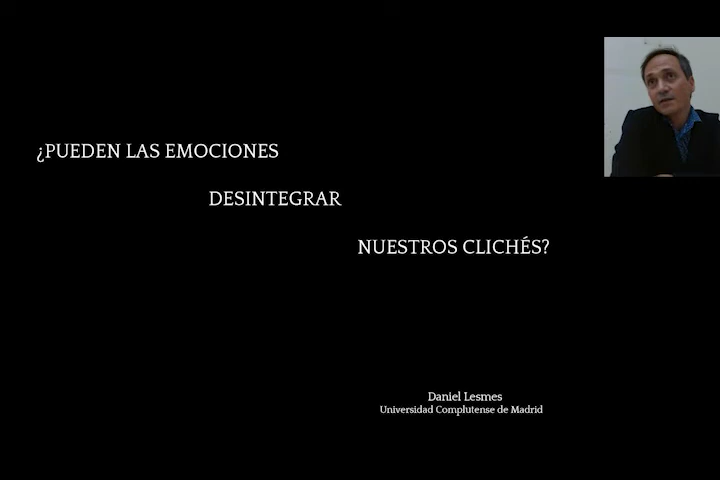 ¿PUEDEN LAS EMOCIONES
DESINTEGRAR
NUESTROS CLICHÉS?
Daniel Lesmes
Universidad Complutense de Madrid